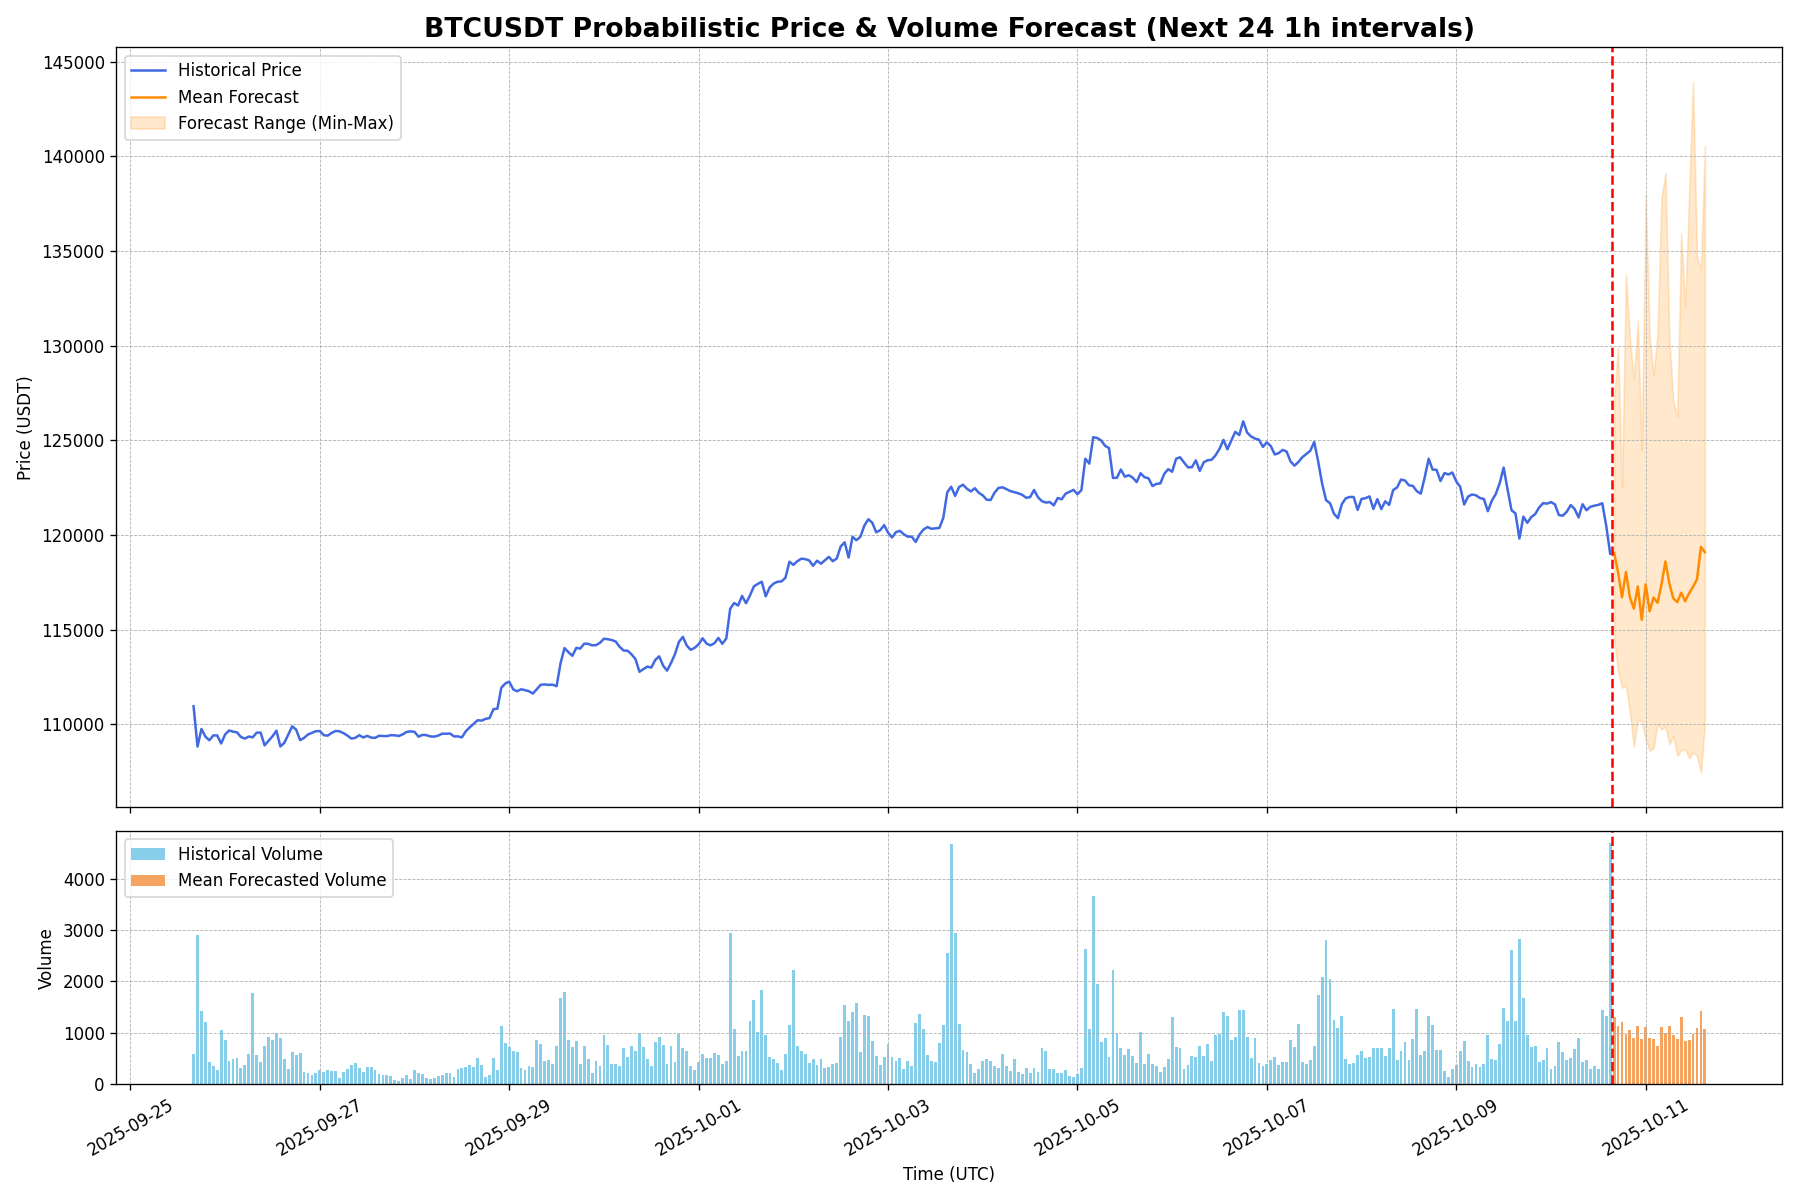 BTCUSDT Probabilistic Price & Volume Forecast (Next 24 1h intervals)
Historical Price
Mean Forecast
Forecast Range (Min-Max)
145000
140000
135000
130000
125000
120000
115000
110000
Price (USDT)
Historical Volume
Mean Forecasted Volume
4000
3000
2000
1000
0
Volume
2025-09-25
2025-09-27
2025-09-29
2025-10-01
2025-10-03
2025-10-05
2025-10-07
2025-10-09
2025-10-11
Time (UTC)